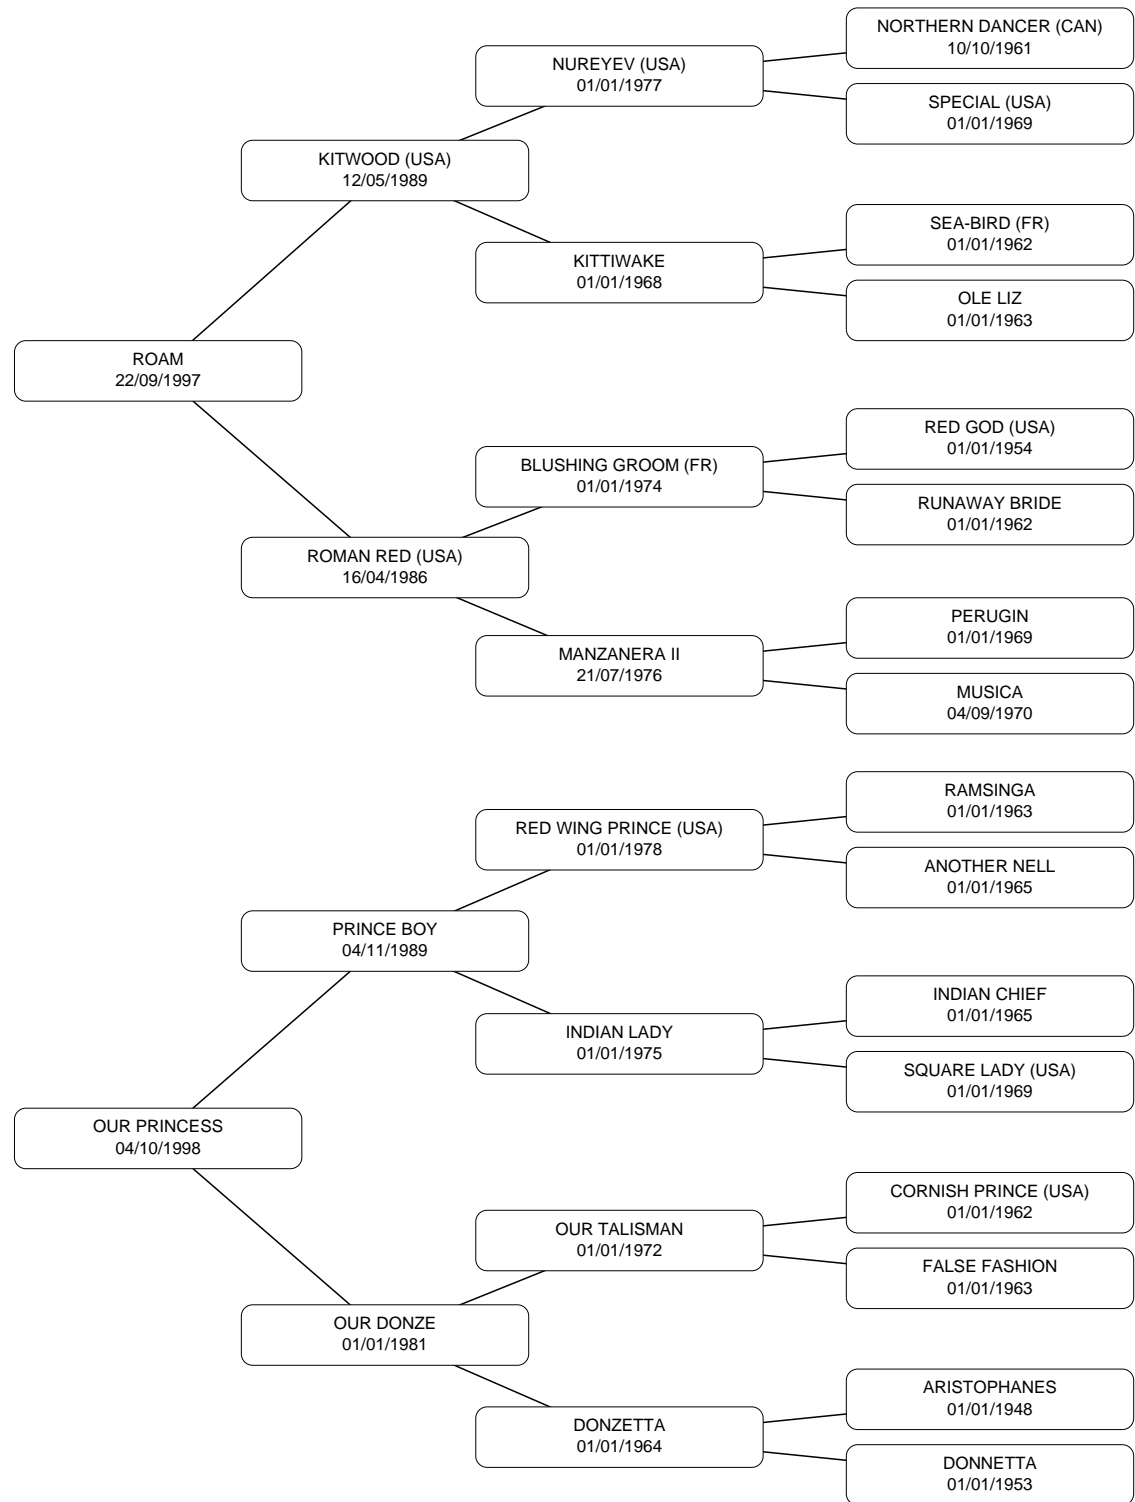 NORTHERN DANCER (CAN)
10/10/1961
NUREYEV (USA)
01/01/1977
SPECIAL (USA)
01/01/1969
KITWOOD (USA)
12/05/1989
SEA-BIRD (FR)
01/01/1962
KITTIWAKE
01/01/1968
OLE LIZ
01/01/1963
ROAM
22/09/1997
RED GOD (USA)
01/01/1954
BLUSHING GROOM (FR)
01/01/1974
RUNAWAY BRIDE
01/01/1962
ROMAN RED (USA)
16/04/1986
PERUGIN
01/01/1969
MANZANERA II
21/07/1976
MUSICA
04/09/1970
RAMSINGA
01/01/1963
RED WING PRINCE (USA)
01/01/1978
ANOTHER NELL
01/01/1965
PRINCE BOY
04/11/1989
INDIAN CHIEF
01/01/1965
INDIAN LADY
01/01/1975
SQUARE LADY (USA)
01/01/1969
OUR PRINCESS
04/10/1998
CORNISH PRINCE (USA)
01/01/1962
OUR TALISMAN
01/01/1972
FALSE FASHION
01/01/1963
OUR DONZE
01/01/1981
ARISTOPHANES
01/01/1948
DONZETTA
01/01/1964
DONNETTA
01/01/1953